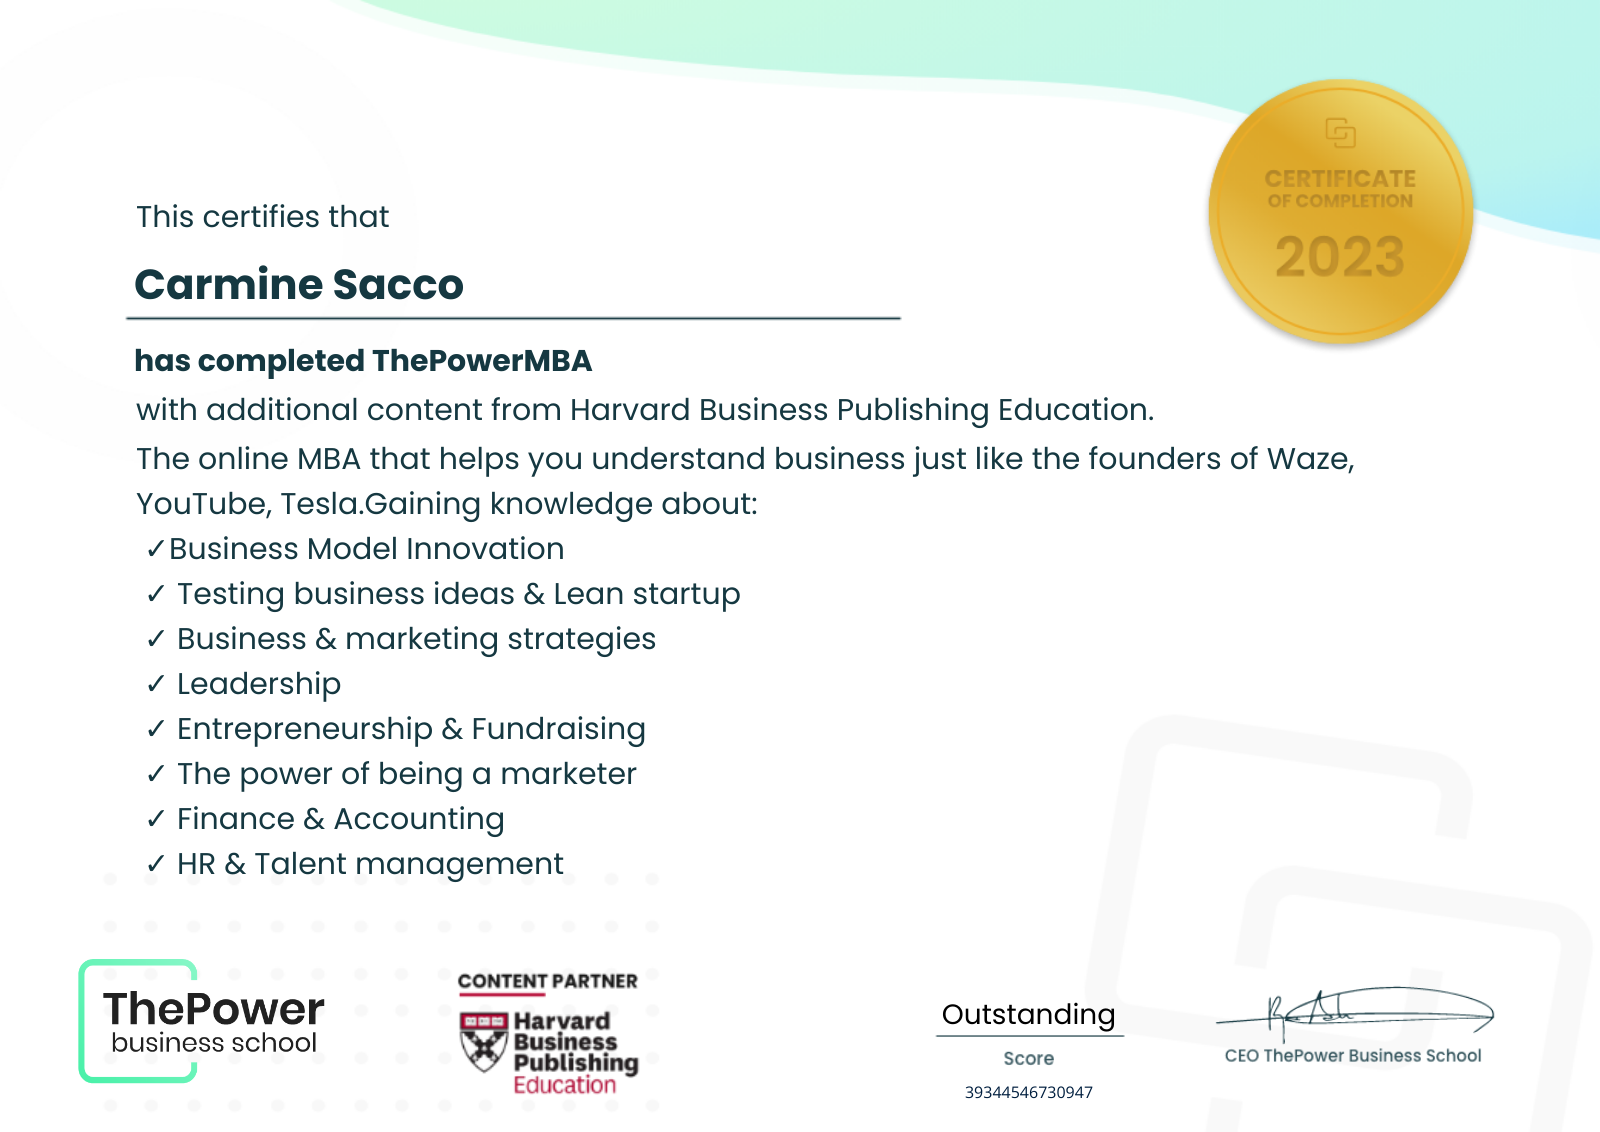 CERTIFICATE
OF COMPLETION
2023
This certifies that
Carmine Sacco
has completed ThePowerMBA
with additional content from Harvard Business Publishing Education.
The online MBA that helps you understand business just like the founders of Waze,
YouTube, Tesla.Gaining knowledge about:
✓Business Model Innovation
✓ Testing business ideas & Lean startup
✓ Business & marketing strategies
✓ Leadership
✓ Entrepreneurship & Fundraising
✓ The power of being a marketer
✓ Finance & Accounting
✓ HR & Talent management
ThePower
business school
CONTENT PARTNER
Harvard
Business
Publishing
Education
Outstanding
Score
39344546730947
CEO ThePower Business School